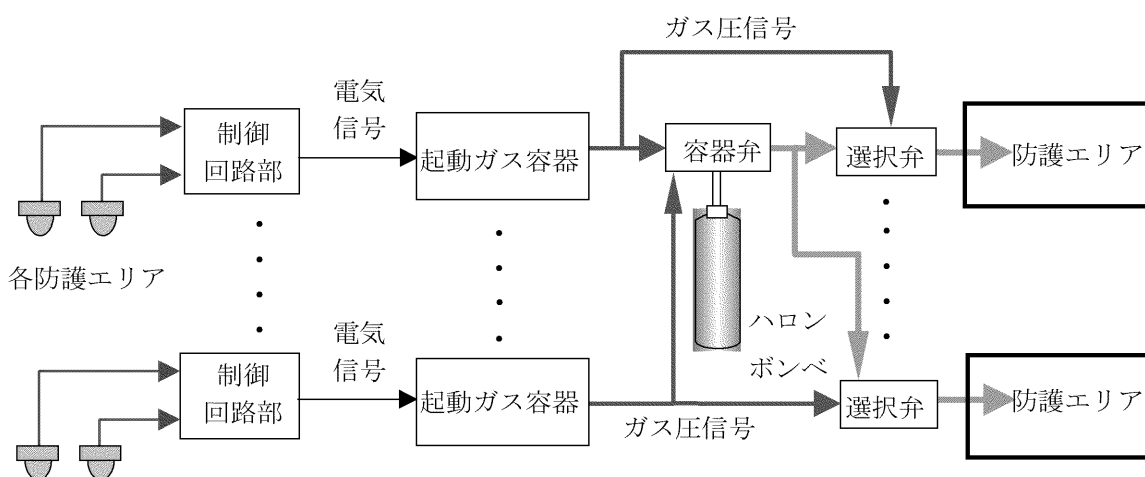 ガス圧信号
電気
信号
制御
回路部
起動ガス容器
容器弁
選択弁
防護エリア
各防護エリア
ハロン
ボンベ
電気
信号
制御
回路部
起動ガス容器
ガス圧信号
選択弁
防護エリア